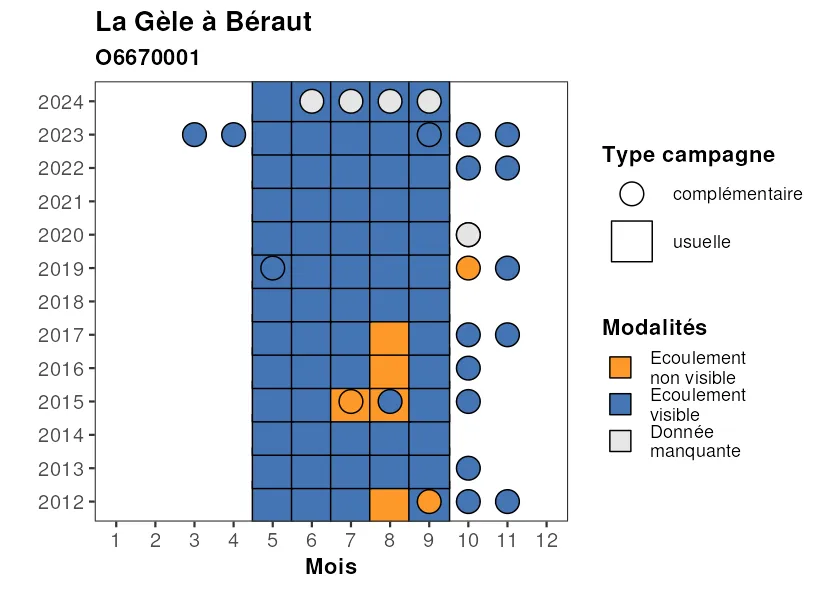 La Gèle à Béraut
O6670001
2024
2023
2022
2021
2020
2019
2018
2017
2016
2015
2014
2013
2012
1 2 3 4 5 6 7 8 9 10 11 12
Mois
Type campagne
complémentaire
usuelle
Modalités
Ecoulement
non visible
Ecoulement
visible
Donnée
manquante